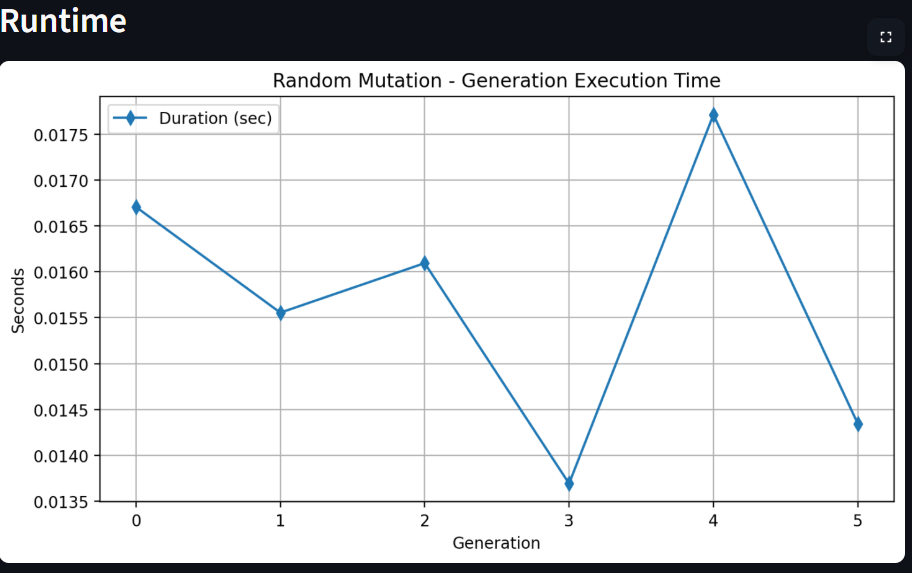 Runtime
Random Mutation - Generation Execution Time
Duration (sec)
0.0175
0.0170
0.0165
0.0160
0.0155
0.0150
0.0145
0.0140
0.0135
Seconds
0 1 2 3 4 5
Generation